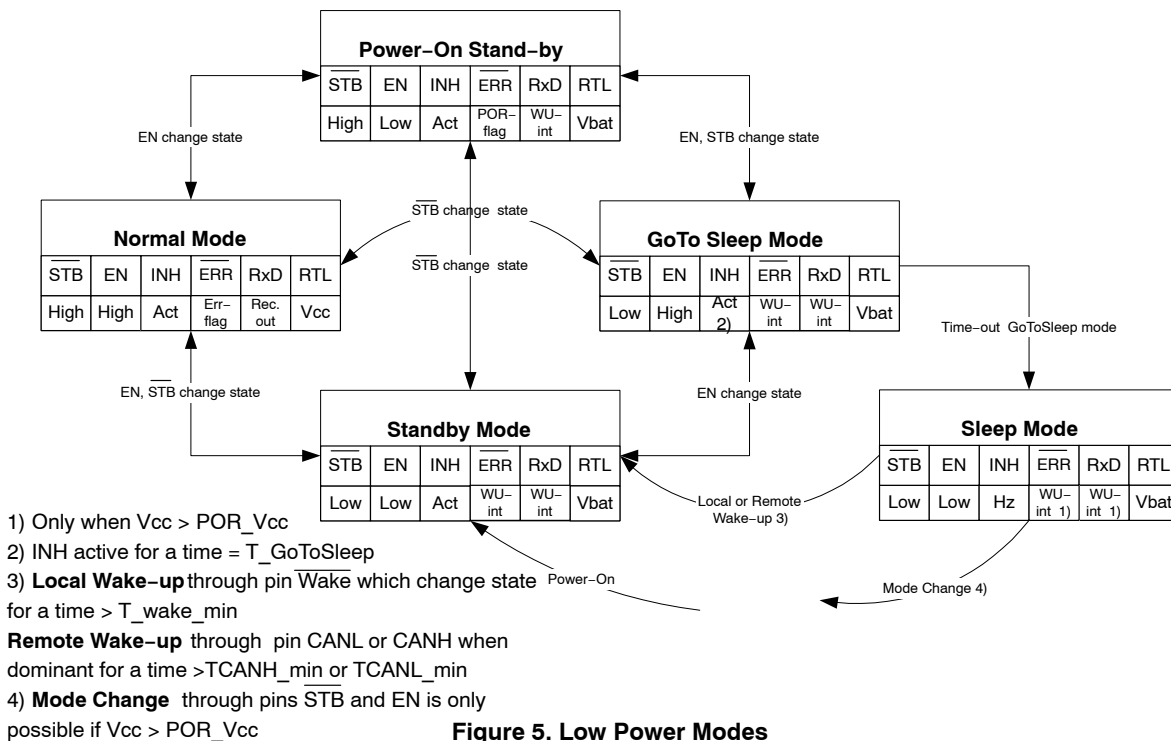 Power–On Stand–by
STB EN INH ERR RxD RTL
High Low Act POR– flag WU– int Vbat
EN change state
EN, STB change state
STB change state
STB change state
Normal Mode
STB EN INH ERR RxD RTL
High High Act Err– flag Rec. out Vcc
GoTo Sleep Mode
STB EN INH ERR RxD RTL
Low High Act 2) WU– int WU– int Vbat
Time–out GoToSleep mode
EN, STB change state
EN change state
Standby Mode
STB EN INH ERR RxD RTL
Low Low Act WU– int WU– int Vbat
Sleep Mode
STB EN INH ERR RxD RTL
Low Low Hz WU– int 1) WU– int 1) Vbat
Local or Remote
Wake–up 3)
Power–On
Mode Change 4)
1) Only when Vcc > POR_Vcc
2) INH active for a time = T_GoToSleep
3) Local Wake–up through pin Wake which change state
for a time > T_wake_min
Remote Wake–up through pin CANL or CANH when
dominant for a time >TCANH_min or TCANL_min
4) Mode Change through pins STB and EN is only
possible if Vcc > POR_Vcc
Figure 5. Low Power Modes